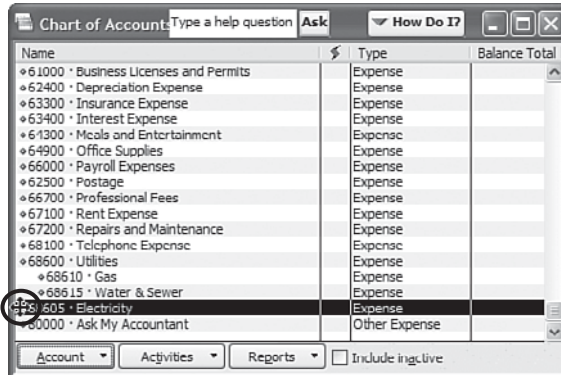 Chart of Accounts Type a help question Ask How Do I?
Name Type Balance Total
61000 · Business Licenses and Permits Expense
62400 · Depreciation Expense Expense
63300 · Insurance Expense Expense
63400 · Interest Expense Expense
64300 · Meals and Entertainment Expense
64900 · Office Supplies Expense
66000 · Payroll Expenses Expense
62500 · Postage Expense
66700 · Professional Fees Expense
67100 · Rent Expense Expense
67200 · Repairs and Maintenance Expense
68100 · Telephone Expense Expense
68600 · Utilities Expense
68610 · Gas Expense
68615 · Water & Sewer Expense
68605 · Electricity Expense
80000 · Ask My Accountant Other Expense
Account Activities Reports Include inactive